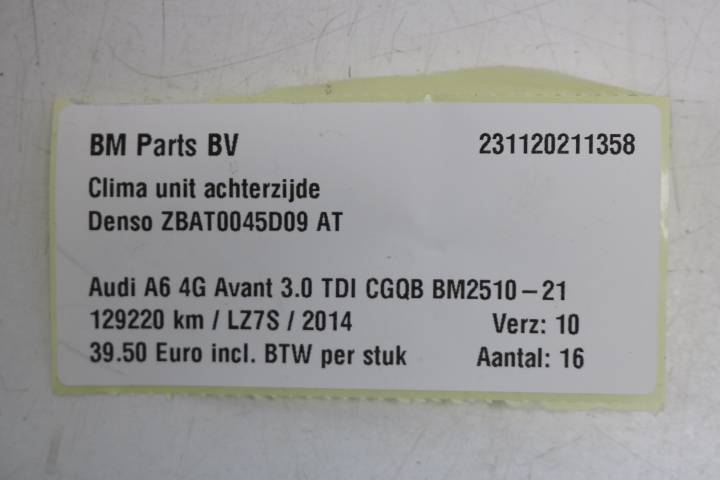 BM Parts BV 231120211358
Clima unit achterzijde
Denso ZBAT0045D09 AT
Audi A6 4G Avant 3.0 TDI CGQB BM2510-21
129220 km / LZ7S / 2014 Verz: 10
39.50 Euro incl. BTW per stuk Aantal: 16